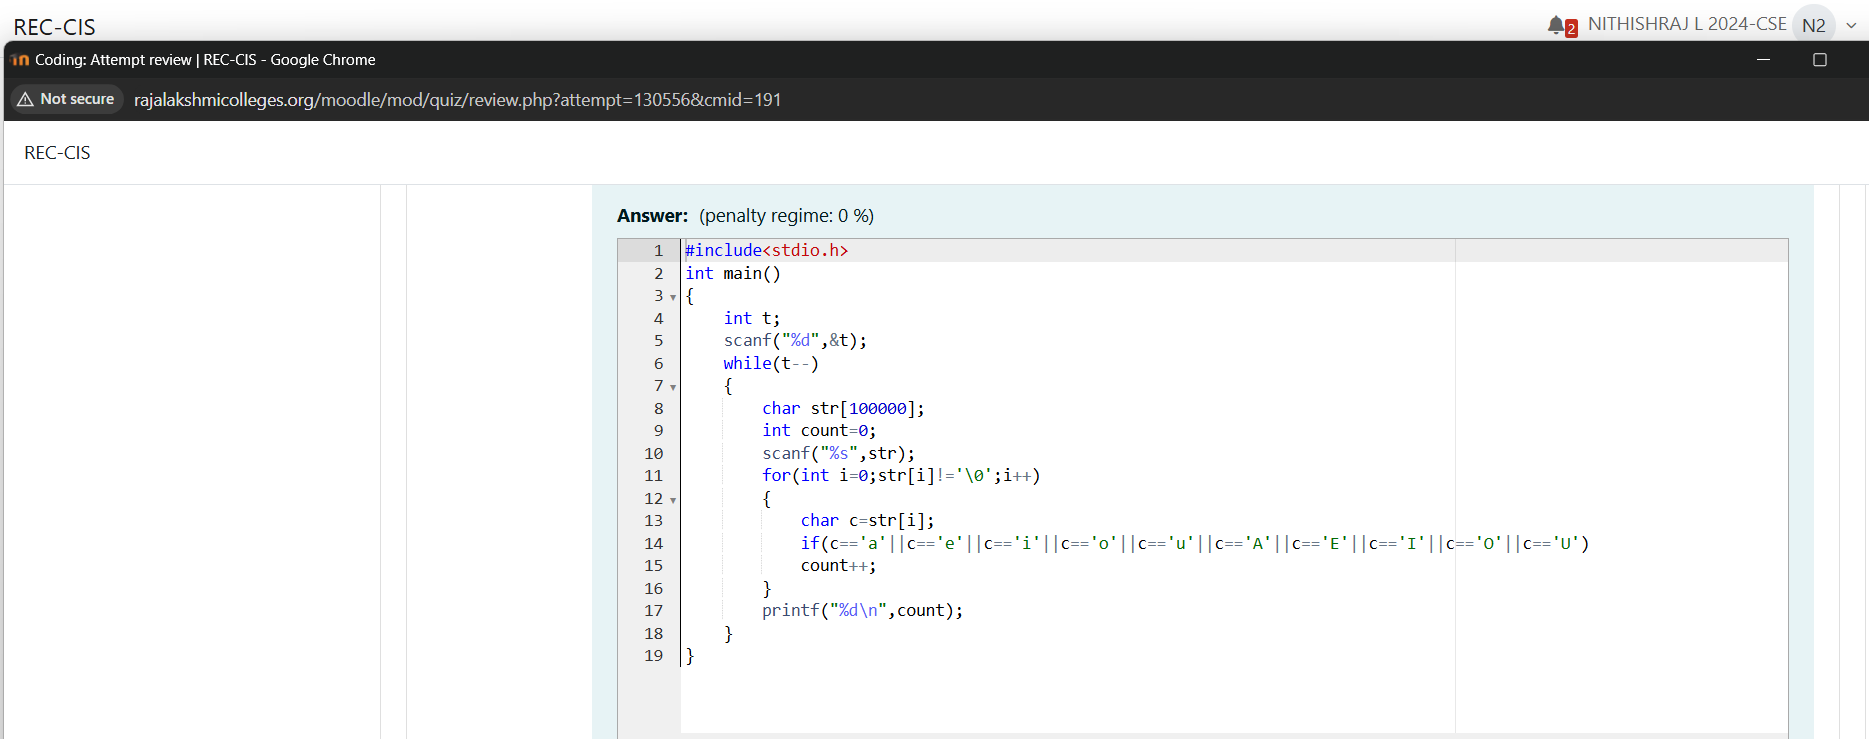 REC-CIS
2 NITHISHRAJ L 2024-CSE N2
Coding: Attempt review | REC-CIS - Google Chrome
Not secure rajalakshmicolleges.org/moodle/mod/quiz/review.php?attempt=130556&cmid=191
REC-CIS
Answer: (penalty regime: 0 %)
1 #include<stdio.h>
2 int main()
3 {
4     int t;
5     scanf("%d",&t);
6     while(t--)
7     {
8         char str[100000];
9         int count=0;
10         scanf("%s",str);
11         for(int i=0;str[i]!='\0';i++)
12         {
13             char c=str[i];
14             if(c=='a'||c=='e'||c=='i'||c=='o'||c=='u'||c=='A'||c=='E'||c=='I'||c=='O'||c=='U')
15             count++;
16         }
17         printf("%d\n",count);
18     }
19 }